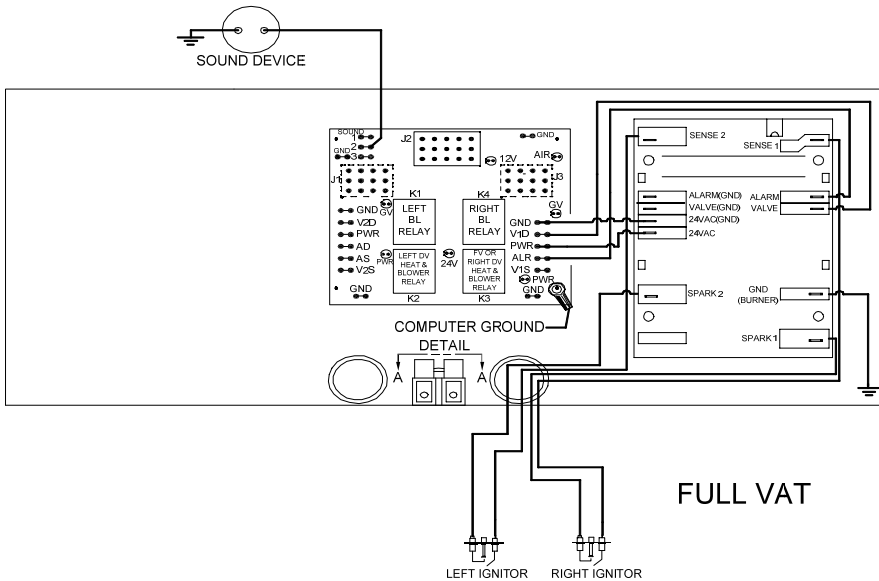 SOUND DEVICE
SOUND
1
2
GND 3
J2
GND
12V
AIR
J1
J3
K1
K4
GV
GV
LEFT
BL
RELAY
RIGHT
BL
RELAY
GND
V2D
PWR
AD
AS
V2S
GND
PWR
LEFT DV
HEAT &
BLOWER
RELAY
24V
FV OR
RIGHT DV
HEAT &
BLOWER
RELAY
K2
K3
GND
V1D
PWR
ALR
V1S
PWR
GND
COMPUTER GROUND
DETAIL
A
A
SENSE 2
SENSE 1
ALARM(GND)
VALVE(GND)
24VAC(GND)
24VAC
ALARM
VALVE
SPARK2
GND
(BURNER)
SPARK1
FULL VAT
LEFT IGNITOR
RIGHT IGNITOR